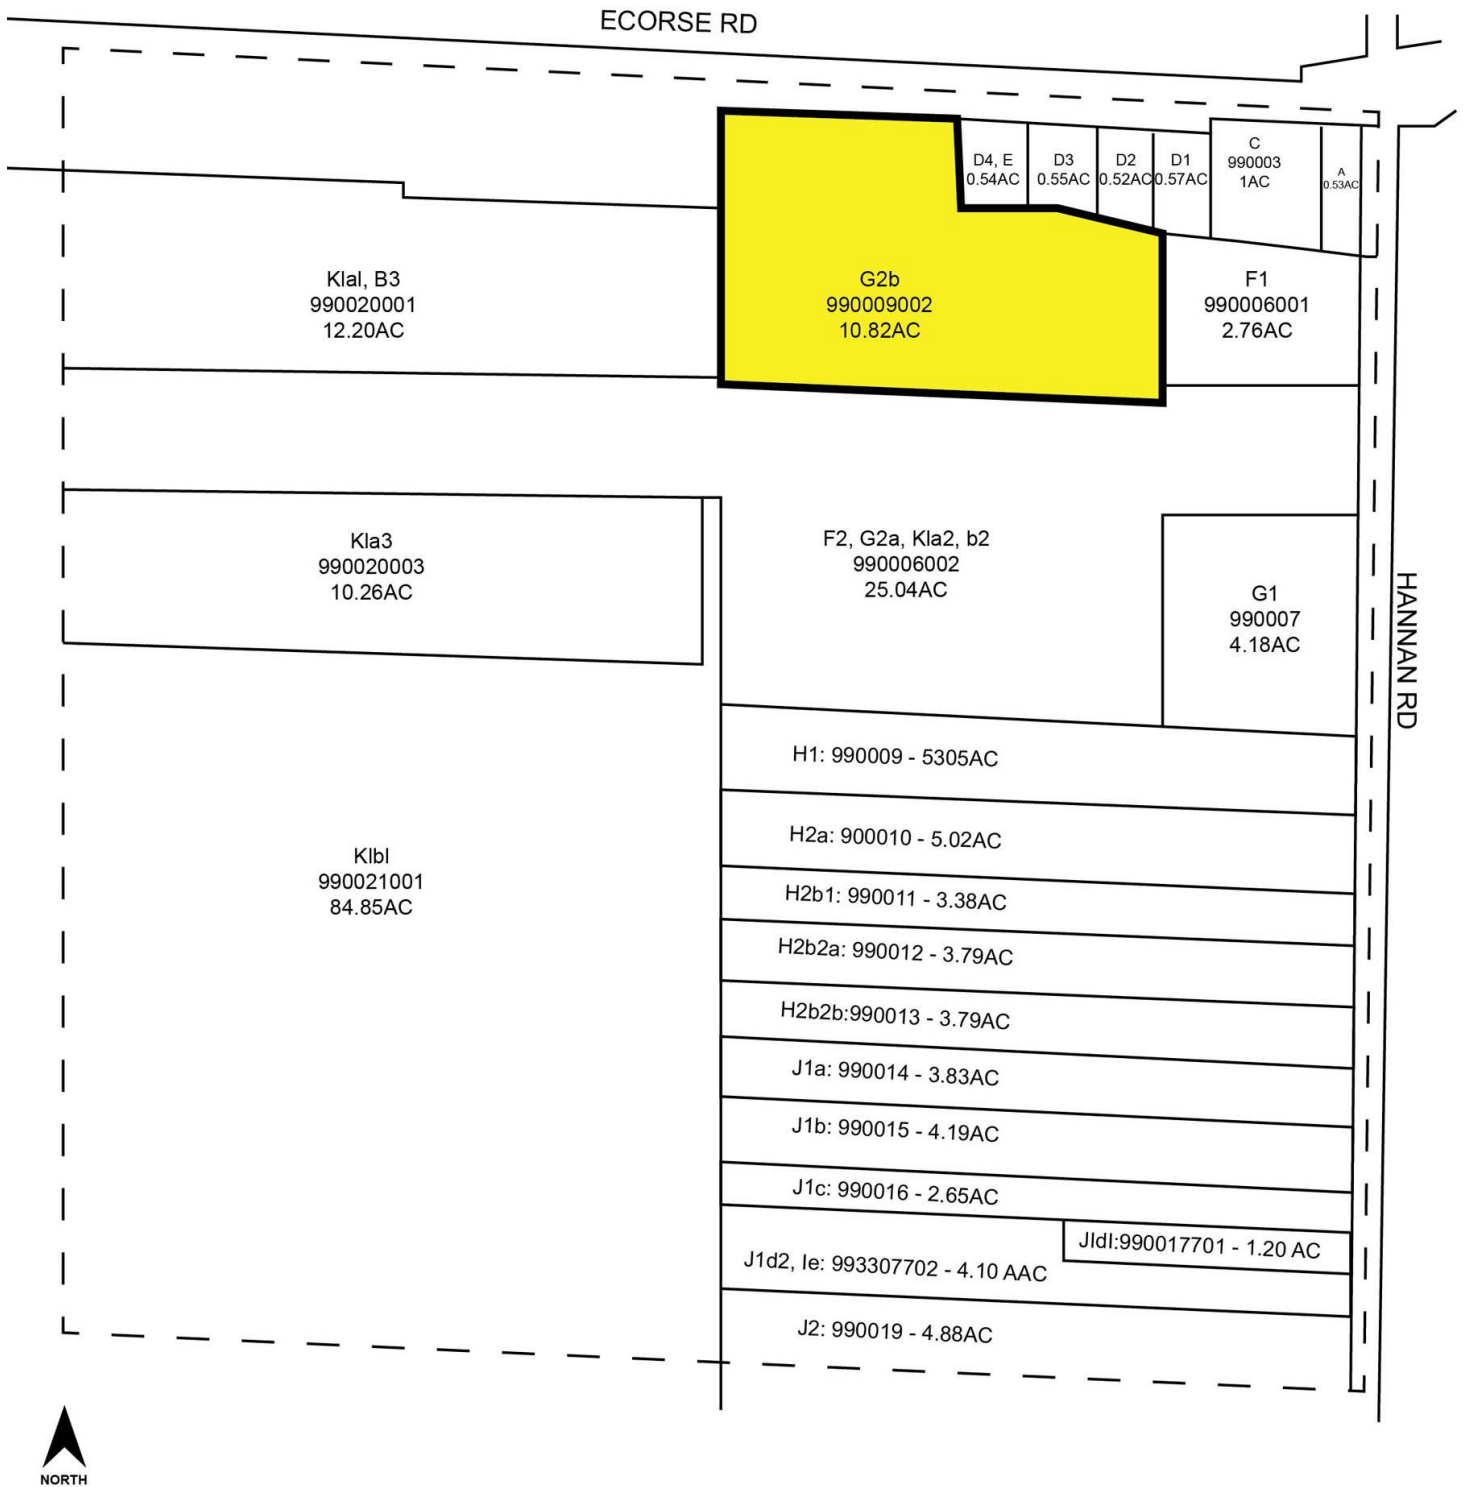 ECORSE RD
D4, E
0.54AC
D3
0.55AC
D2
0.52AC
D1
0.57AC
C
990003
1AC
A
0.53AC
Klal, B3
990020001
12.20AC
G2b
990009002
10.82AC
F1
990006001
2.76AC
Kla3
990020003
10.26AC
F2, G2a, Kla2, b2
990006002
25.04AC
G1
990007
4.18AC
HANNAN RD
H1: 990009 - 5305AC
H2a: 900010 - 5.02AC
Klbl
990021001
84.85AC
H2b1: 990011 - 3.38AC
H2b2a: 990012 - 3.79AC
H2b2b:990013 - 3.79AC
J1a: 990014 - 3.83AC
J1b: 990015 - 4.19AC
J1c: 990016 - 2.65AC
JIdI:990017701 - 1.20 AC
J1d2, Ie: 993307702 - 4.10 AAC
J2: 990019 - 4.88AC
NORTH